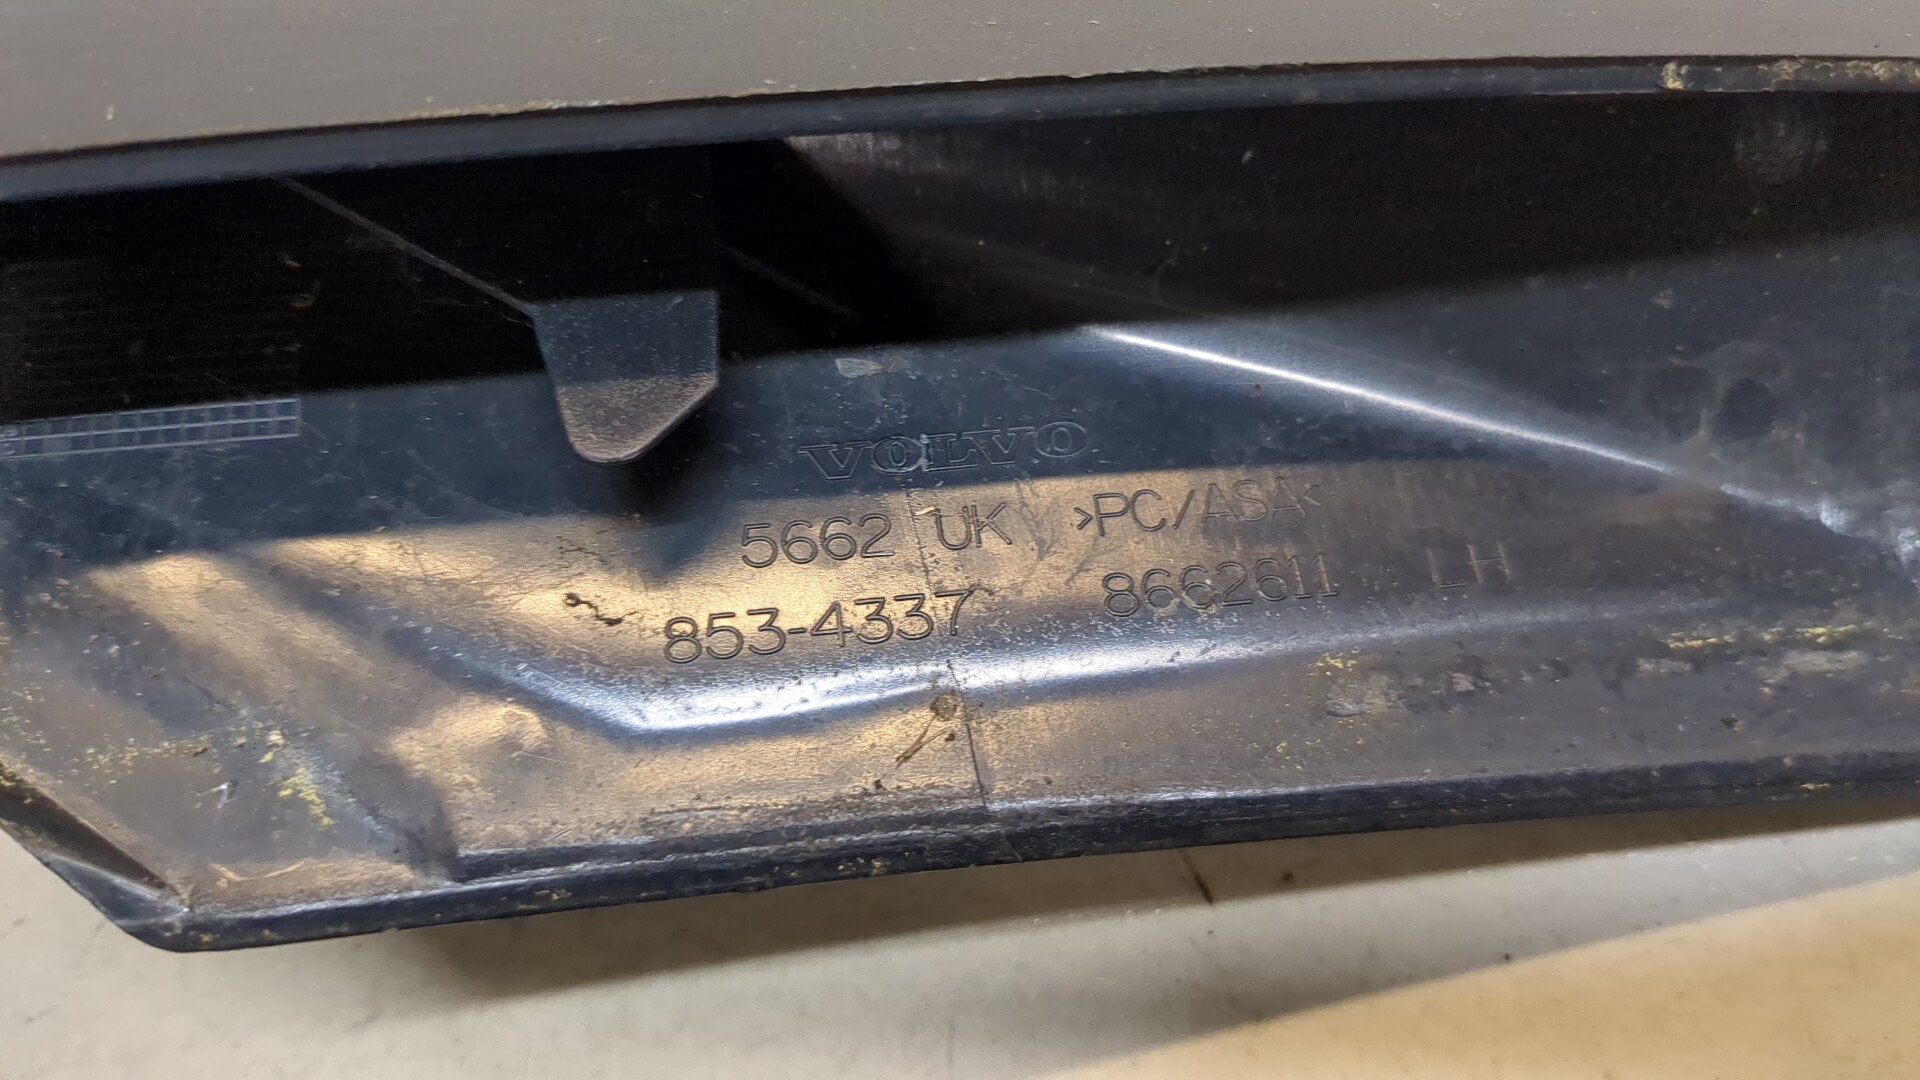 VOLVO
5662 UK >PC/ASA<
853-4337 8662611 LH